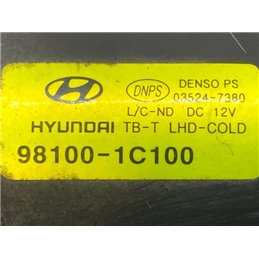 DNPS DENSO PS
03524-7380
L/C-ND DC 12V
HYUNDAI TB-T LHD-COLD
98100-1C100